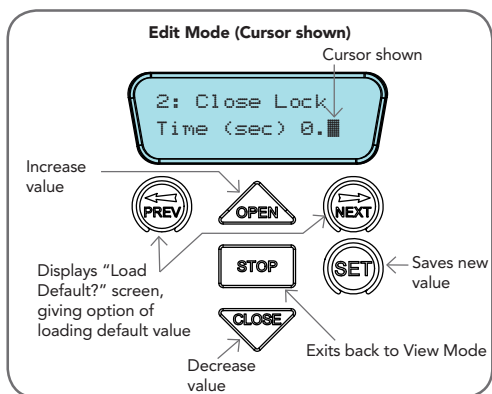 Edit Mode (Cursor shown)
Cursor shown
2: Close Lock
Time (sec) 0.
Increase
value
PREV
OPEN
NEXT
Displays "Load
Default?" screen,
giving option of
loading default value
STOP
SET
Saves new
value
CLOSE
Exits back to View Mode
Decrease
value